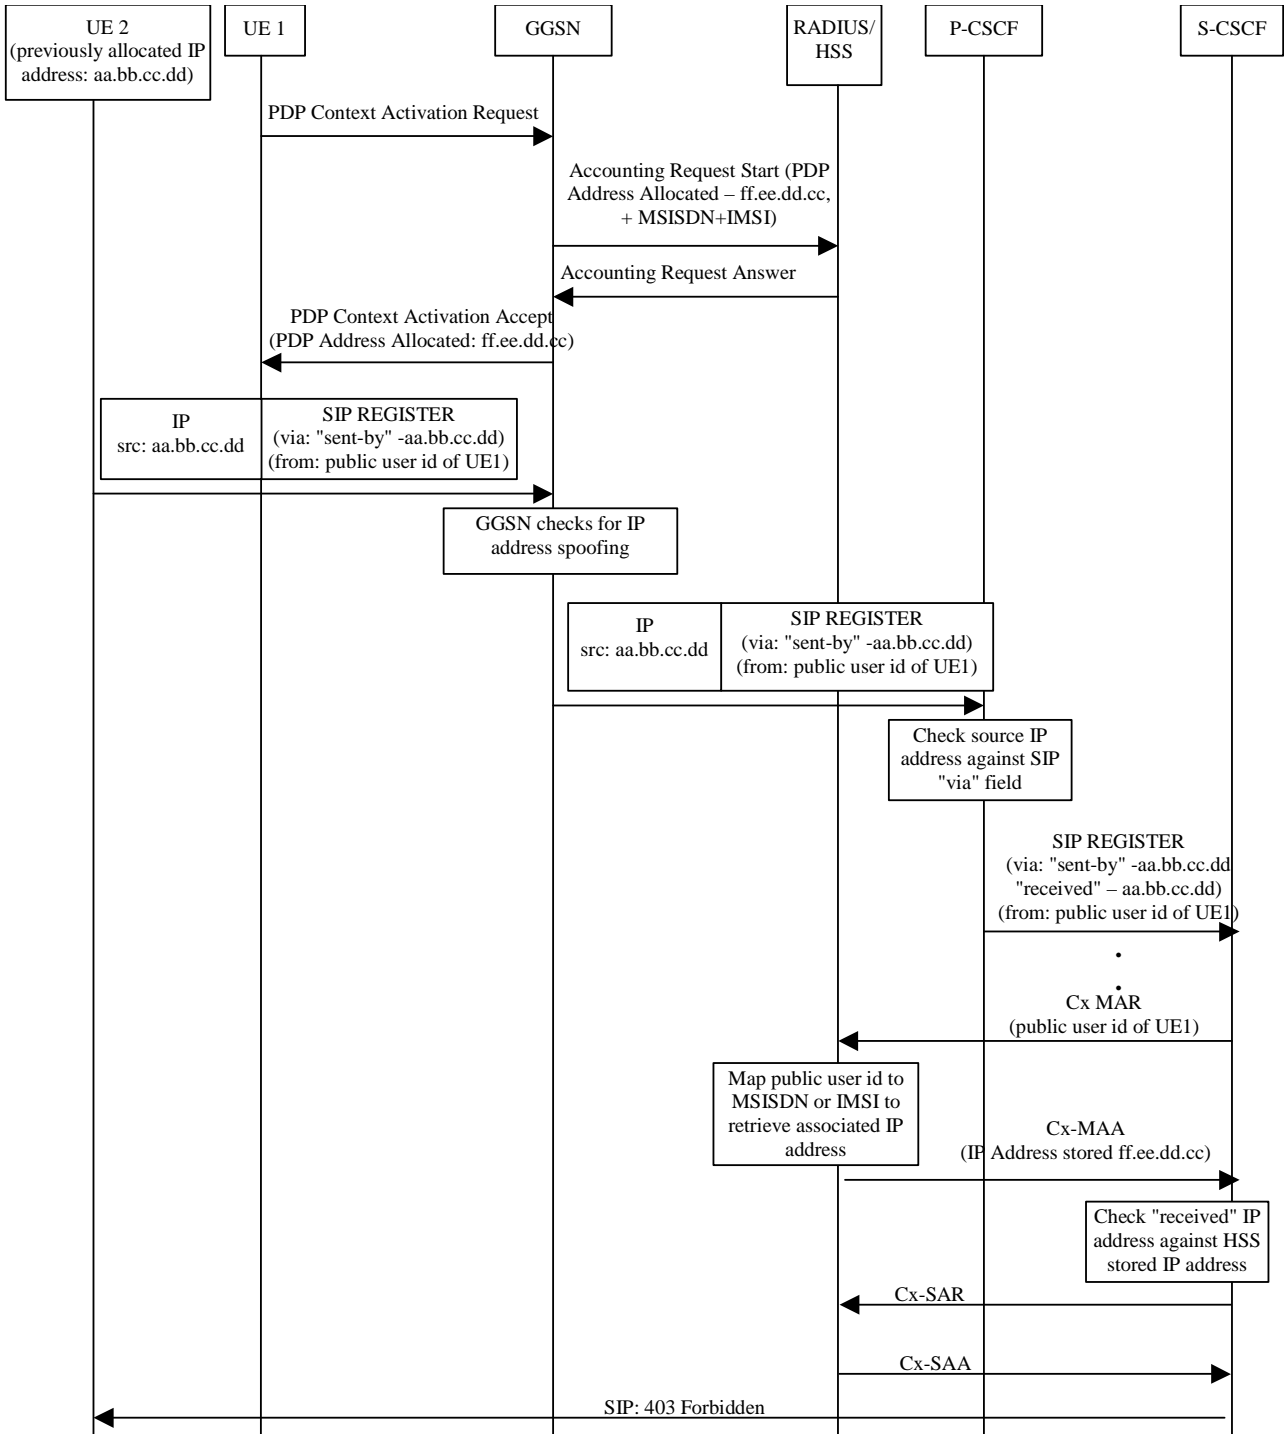 UE 2
(previously allocated IP
address: aa.bb.cc.dd)
UE 1
GGSN
RADIUS/
HSS
P-CSCF
S-CSCF
PDP Context Activation Request
Accounting Request Start (PDP
Address Allocated – ff.ee.dd.cc,
+ MSISDN+IMSI)
Accounting Request Answer
PDP Context Activation Accept
(PDP Address Allocated: ff.ee.dd.cc)
IP
src: aa.bb.cc.dd
SIP REGISTER
(via: "sent-by" -aa.bb.cc.dd)
(from: public user id of UE1)
GGSN checks for IP
address spoofing
IP
src: aa.bb.cc.dd
SIP REGISTER
(via: "sent-by" -aa.bb.cc.dd)
(from: public user id of UE1)
Check source IP
address against SIP
"via" field
SIP REGISTER
(via: "sent-by" -aa.bb.cc.dd
"received" – aa.bb.cc.dd)
(from: public user id of UE1)
.
.
Cx MAR
(public user id of UE1)
Map public user id to
MSISDN or IMSI to
retrieve associated IP
address
Cx-MAA
(IP Address stored ff.ee.dd.cc)
Check "received" IP
address against HSS
stored IP address
Cx-SAR
Cx-SAA
SIP: 403 Forbidden